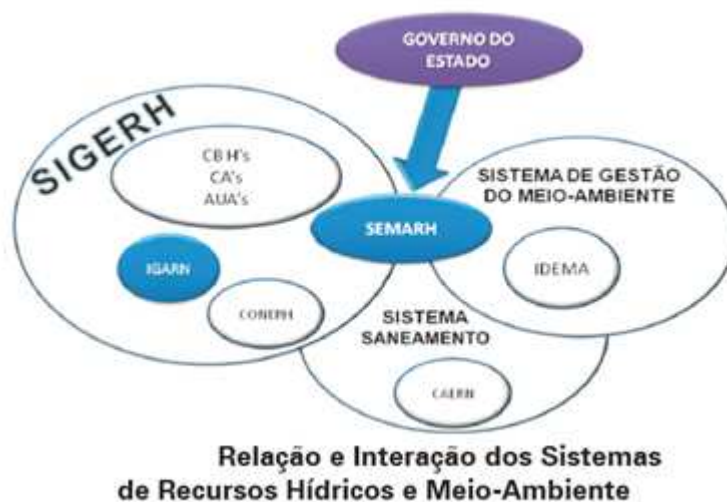 GOVERNO DO
ESTADO
SIGERH
CBH's
CA's
AUA's
SISTEMA DE GESTÃO
DO MEIO-AMBIENTE
SEMARH
IGARN
IDEMA
CONERH
SISTEMA
SANEAMENTO
CAERN
Relação e Interação dos Sistemas
de Recursos Hídricos e Meio-Ambiente